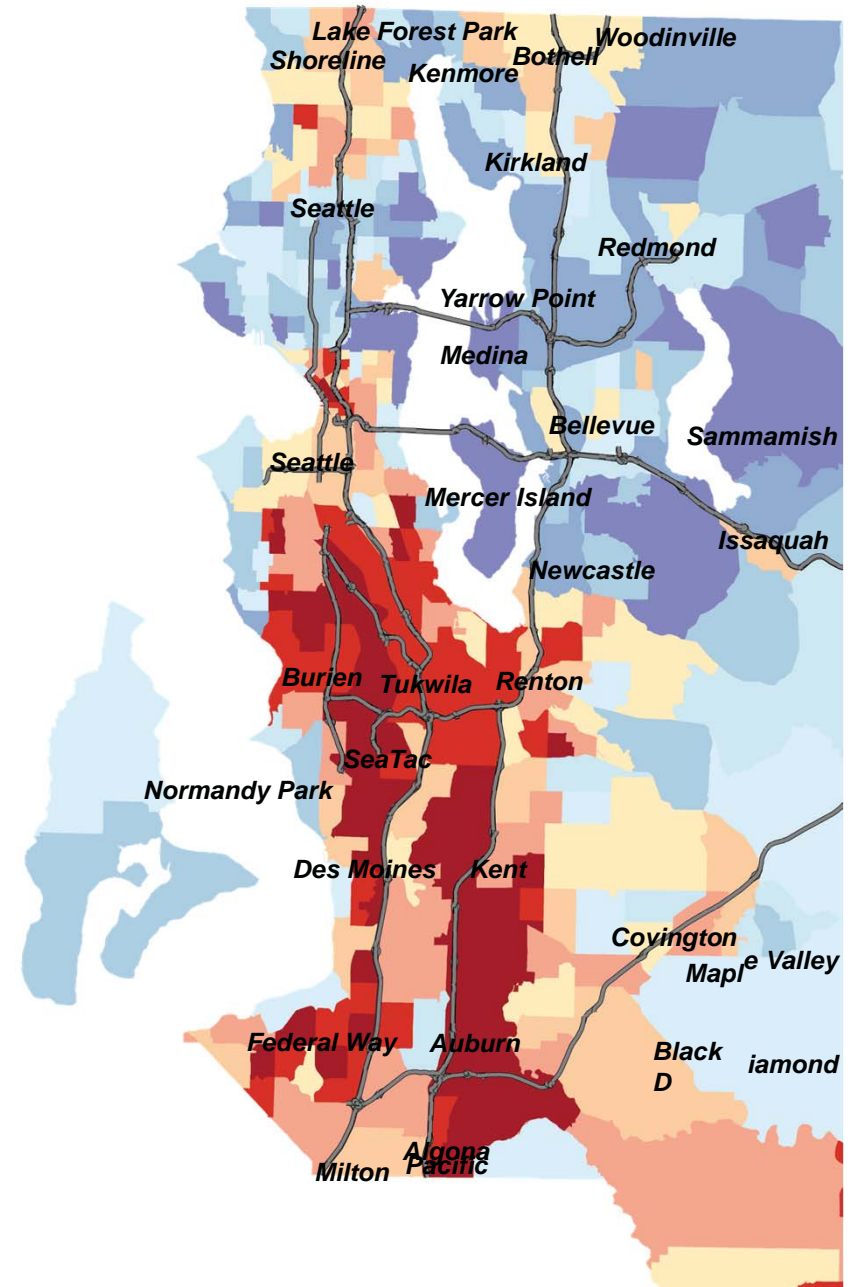 Lake Forest Park
Woodinville
Shoreline
Bothell
Kenmore
Kirkland
Seattle
Redmond
Yarrow Point
Medina
Bellevue
Sammamish
Seattle
Mercer Island
Issaquah
Newcastle
Burien
Tukwila
Renton
SeaTac
Normandy Park
Des Moines
Kent
Covington
Maple Valley
Federal Way
Auburn
Black
D iamond
Algona
Pacific
Milton